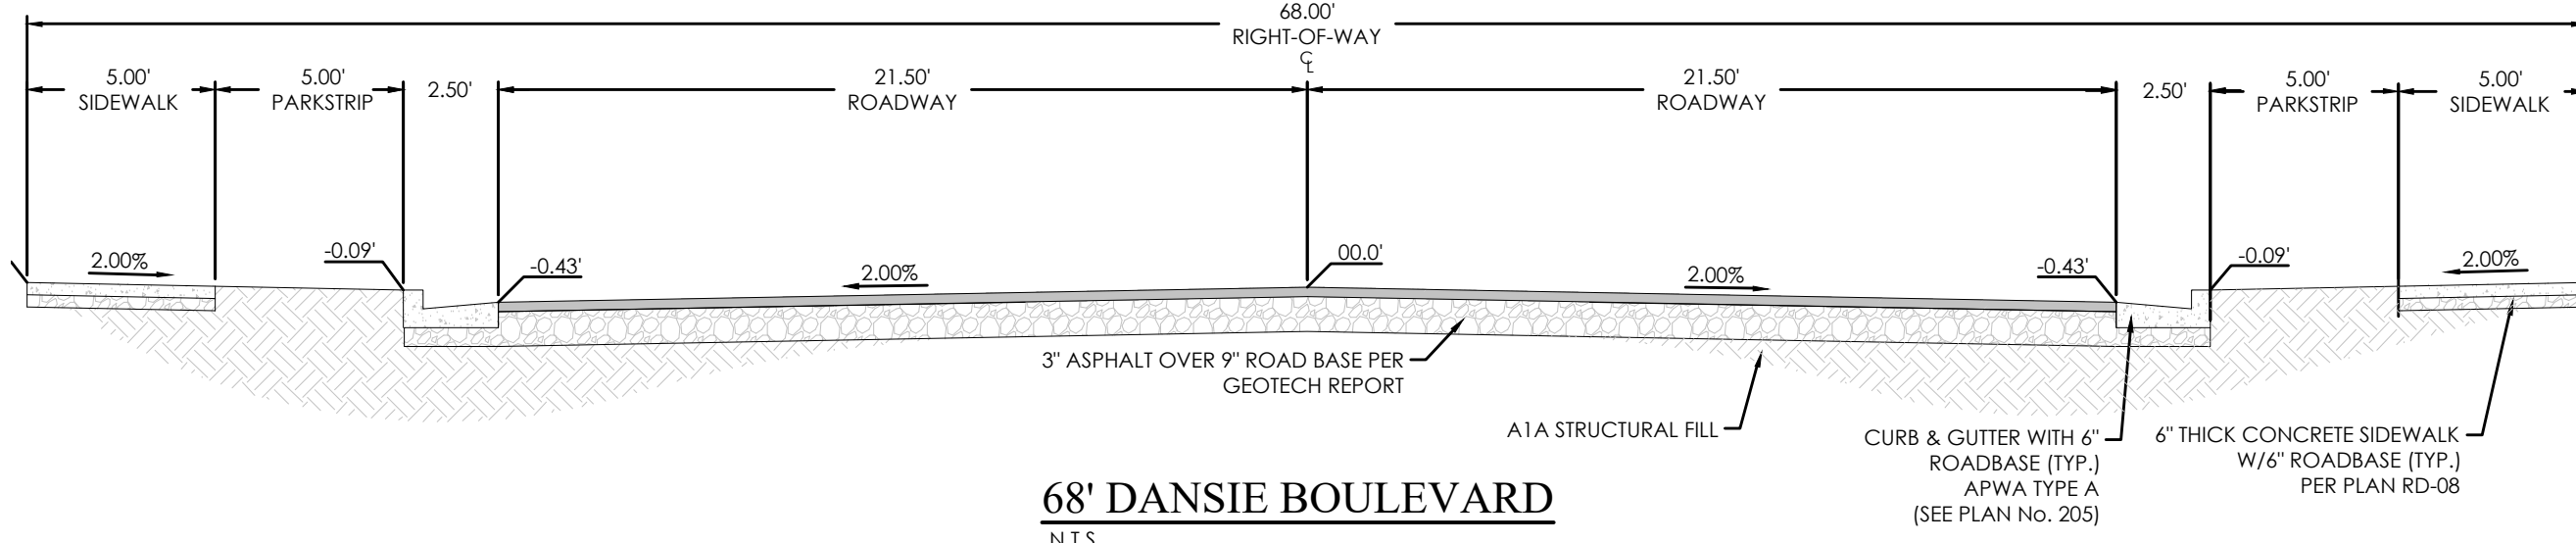 68.00'
RIGHT-OF-WAY
℄
5.00'
SIDEWALK
5.00'
PARKSTRIP
2.50'
21.50'
ROADWAY
21.50'
ROADWAY
2.50'
5.00'
PARKSTRIP
5.00'
SIDEWALK
2.00%
-0.09'
-0.43'
2.00%
00.0'
2.00%
-0.43'
-0.09'
2.00%
3" ASPHALT OVER 9" ROAD BASE PER
GEOTECH REPORT
A1A STRUCTURAL FILL
CURB & GUTTER WITH 6"
ROADBASE (TYP.)
APWA TYPE A
(SEE PLAN No. 205)
6" THICK CONCRETE SIDEWALK
W/6" ROADBASE (TYP.)
PER PLAN RD-08
68' DANSIE BOULEVARD
N.T.S.